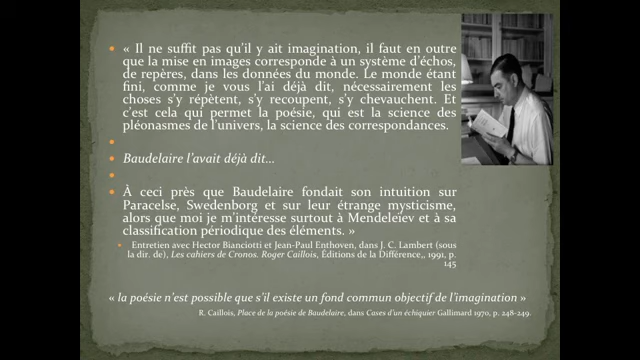 « Il ne suffit pas qu'il y ait imagination, il faut en outre
que la mise en images corresponde à un système d'échos,
de repères, dans les données du monde. Le monde étant
fini, comme je vous l'ai déjà dit, nécessairement les
choses s'y répètent, s'y recoupent, s'y chevauchent. Et
c'est cela qui permet la poésie, qui est la science des
pléonasmes de l'univers, la science des correspondances.
Baudelaire l'avait déjà dit…
À ceci près que Baudelaire fondait son intuition sur
Paracelse, Swedenborg et sur leur étrange mysticisme,
alors que moi je m'intéresse surtout à Mendeleïev et à sa
classification périodique des éléments. »
Entretien avec Hector Bianciotti et Jean-Paul Enthoven, dans J. C. Lambert (sous
la dir. de), Les cahiers de Cronos. Roger Caillois, Éditions de la Différence,, 1991, p.
145
« la poésie n'est possible que s'il existe un fond commun objectif de l'imagination »
R. Caillois, Place de la poésie de Baudelaire, dans Cases d'un échiquier Gallimard 1970, p. 248-249.